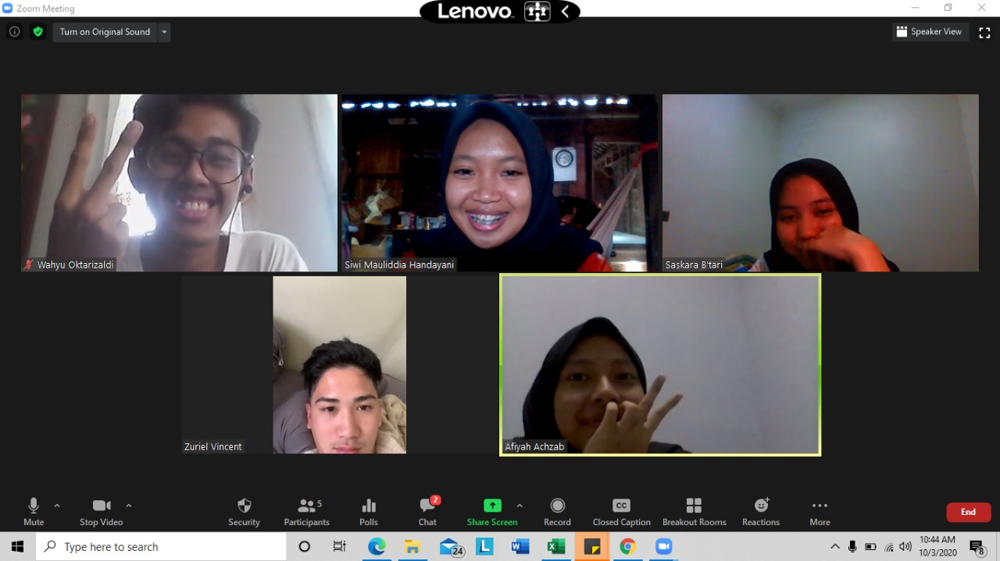 Zoom Meeting
Lenovo
Turn on Original Sound
Speaker View
Wahyu Oktarizaldi
Siwi Mauliddia Handayani
Saskara B'tari
Zuriel Vincent
Afiyah Achzab
5
2
CC
Mute
Stop Video
Security
Participants
Polls
Chat
Share Screen
Record
Closed Caption
Breakout Rooms
Reactions
More
End
Type here to search
24
L
W
X
10:44 AM
10/3/2020
8